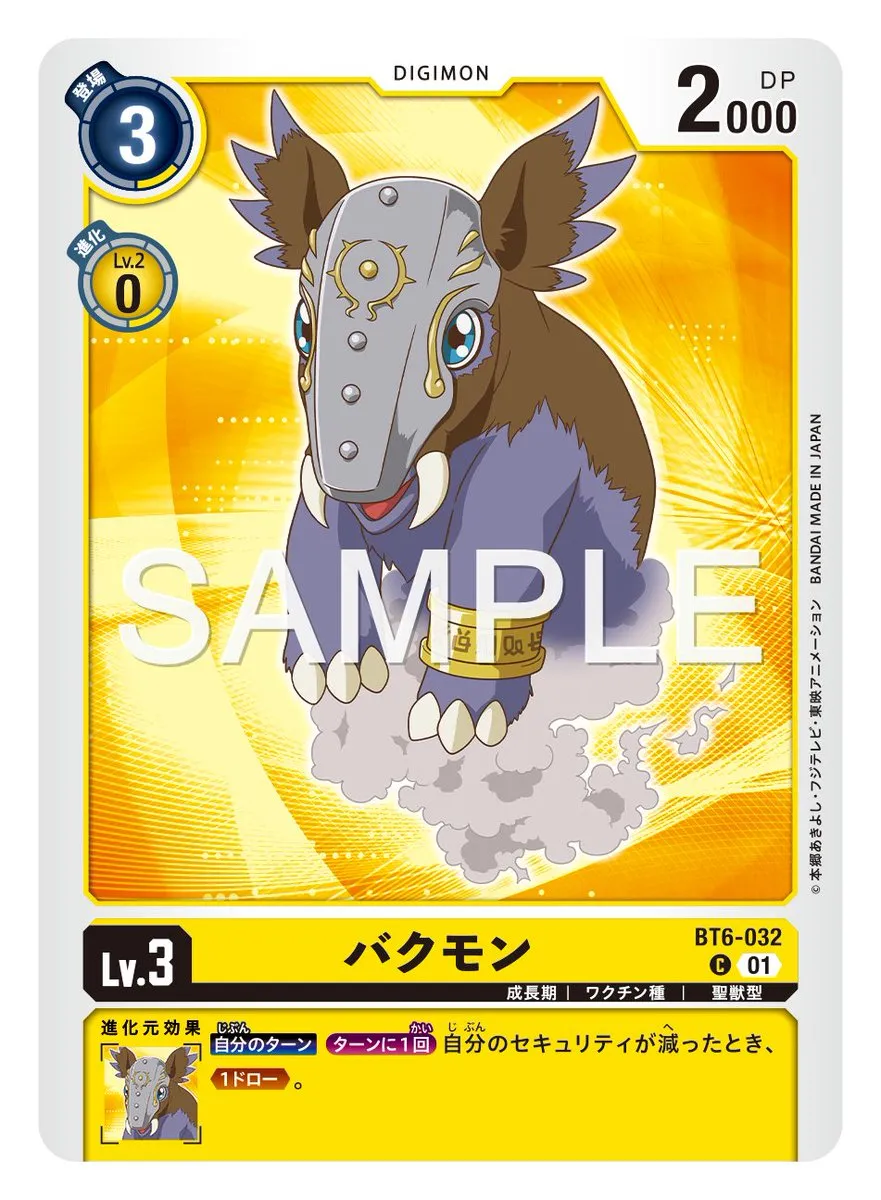 DIGIMON
登場
3
2000
DP
進化
Lv.2
0
SAMPLE
© 本郷あきよし・フジテレビ・東映アニメーション BANDAI MADE IN JAPAN
Lv.3
バクモン
BT6-032
C 01
成長期 | ワクチン種 | 聖獣型
進化元効果
自分のターン ターンに1回 自分のセキュリティが減ったとき、
1ドロー 。